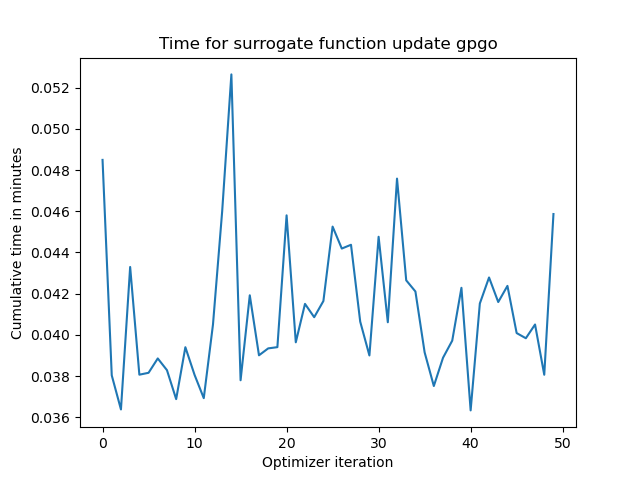 Time for surrogate function update gpgo
Cumulative time in minutes
0.052
0.050
0.048
0.046
0.044
0.042
0.040
0.038
0.036
0 10 20 30 40 50
Optimizer iteration